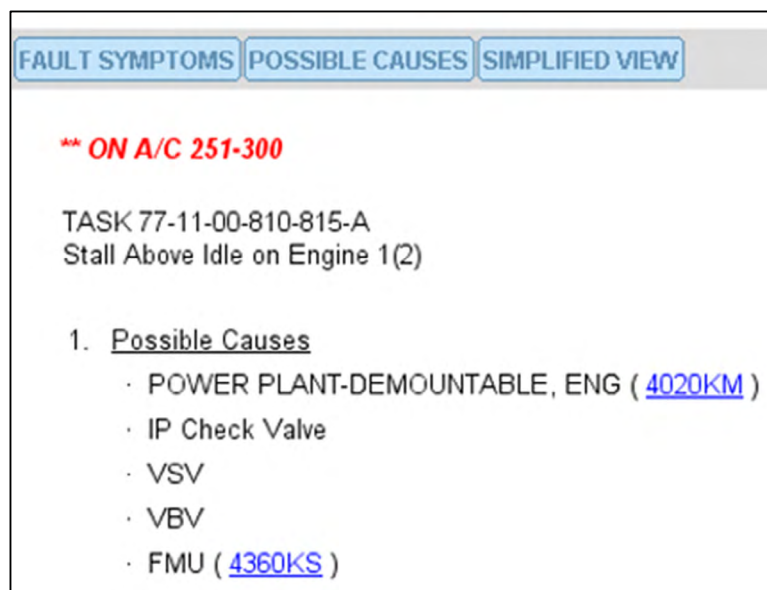 FAULT SYMPTOMS POSSIBLE CAUSES SIMPLIFIED VIEW
** ON A/C 251-300
TASK 77-11-00-810-815-A
Stall Above Idle on Engine 1(2)
1. Possible Causes
· POWER PLANT-DEMOUNTABLE, ENG ( 4020KM )
· IP Check Valve
· VSV
· VBV
· FMU ( 4360KS )